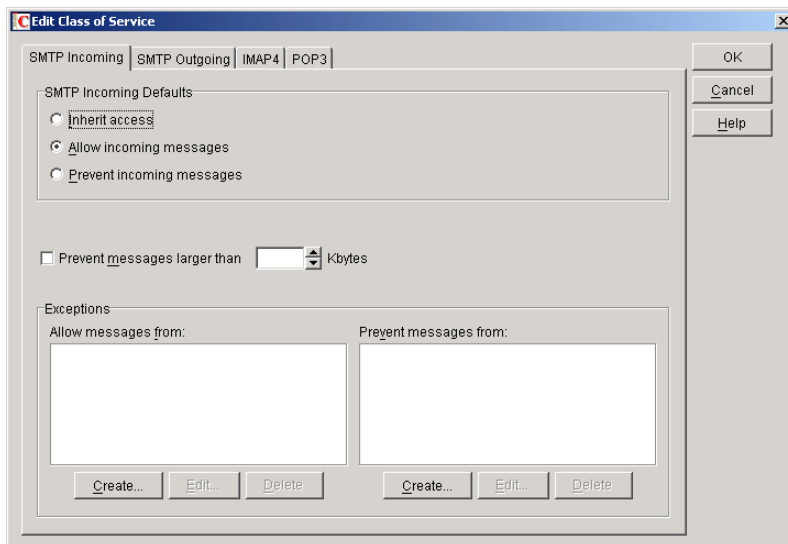 Edit Class of Service
SMTP Incoming SMTP Outgoing IMAP4 POP3
OK
Cancel
Help
SMTP Incoming Defaults
Inherit access
Allow incoming messages
Prevent incoming messages
Prevent messages larger than Kbytes
Exceptions
Allow messages from: Prevent messages from:
Create... Edit... Delete Create... Edit... Delete